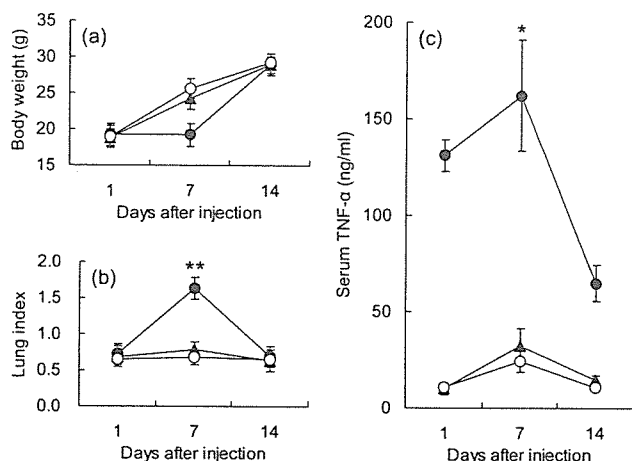 (a)
Body weight (g)
35
30
25
20
15
1 7 14
Days after injection
(b)
Lung index
**
2.0
1.5
1.0
0.5
0.0
1 7 14
Days after injection
(c)
Serum TNF-α (ng/ml)
*
200
150
100
50
0
1 7 14
Days after injection